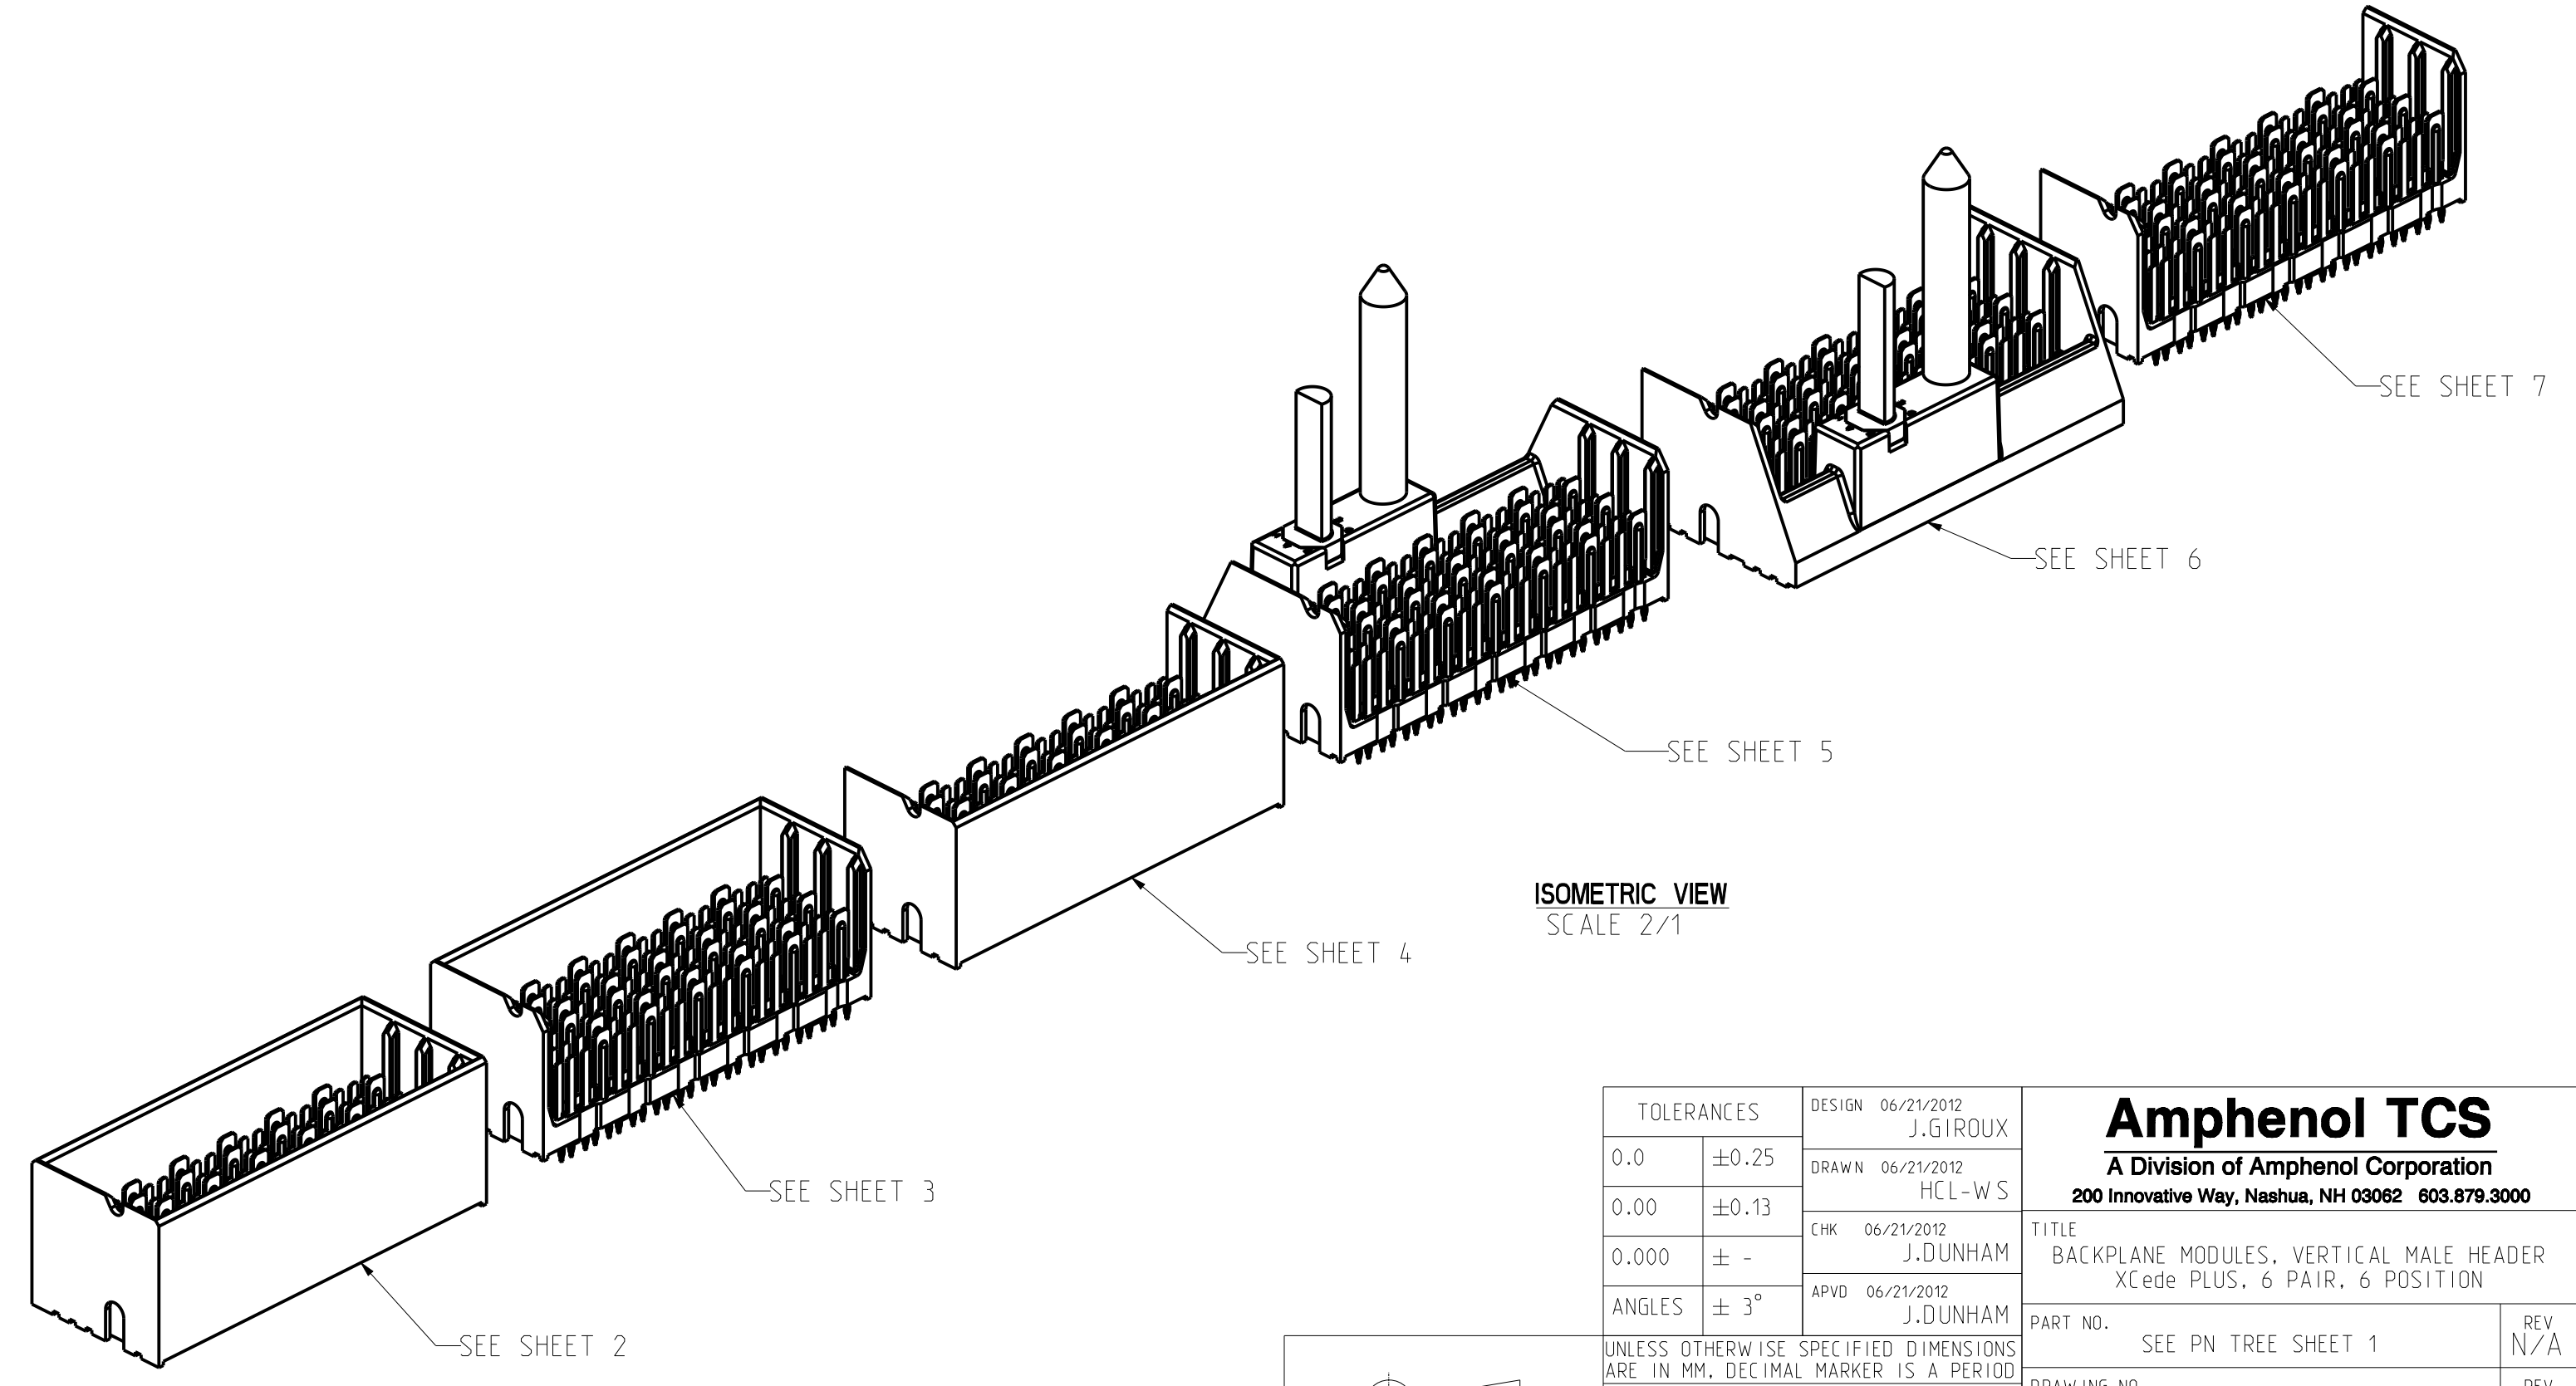 SEE SHEET 7
SEE SHEET 6
SEE SHEET 5
ISOMETRIC VIEW
SCALE 2/1
SEE SHEET 4
SEE SHEET 3
SEE SHEET 2
TOLERANCES
0.0 ±0.25
0.00 ±0.13
0.000 ± -
ANGLES ± 3°
DESIGN 06/21/2012
J.GIROUX
DRAWN 06/21/2012
HCL-WS
CHK 06/21/2012
J.DUNHAM
APVD 06/21/2012
J.DUNHAM
UNLESS OTHERWISE SPECIFIED DIMENSIONS
ARE IN MM. DECIMAL MARKER IS A PERIOD
Amphenol TCS
A Division of Amphenol Corporation
200 Innovative Way, Nashua, NH 03062 603.879.3000
TITLE
BACKPLANE MODULES, VERTICAL MALE HEADER
XCede PLUS, 6 PAIR, 6 POSITION
PART NO.
SEE PN TREE SHEET 1
REV
N/A
DRAWING NO.
REV